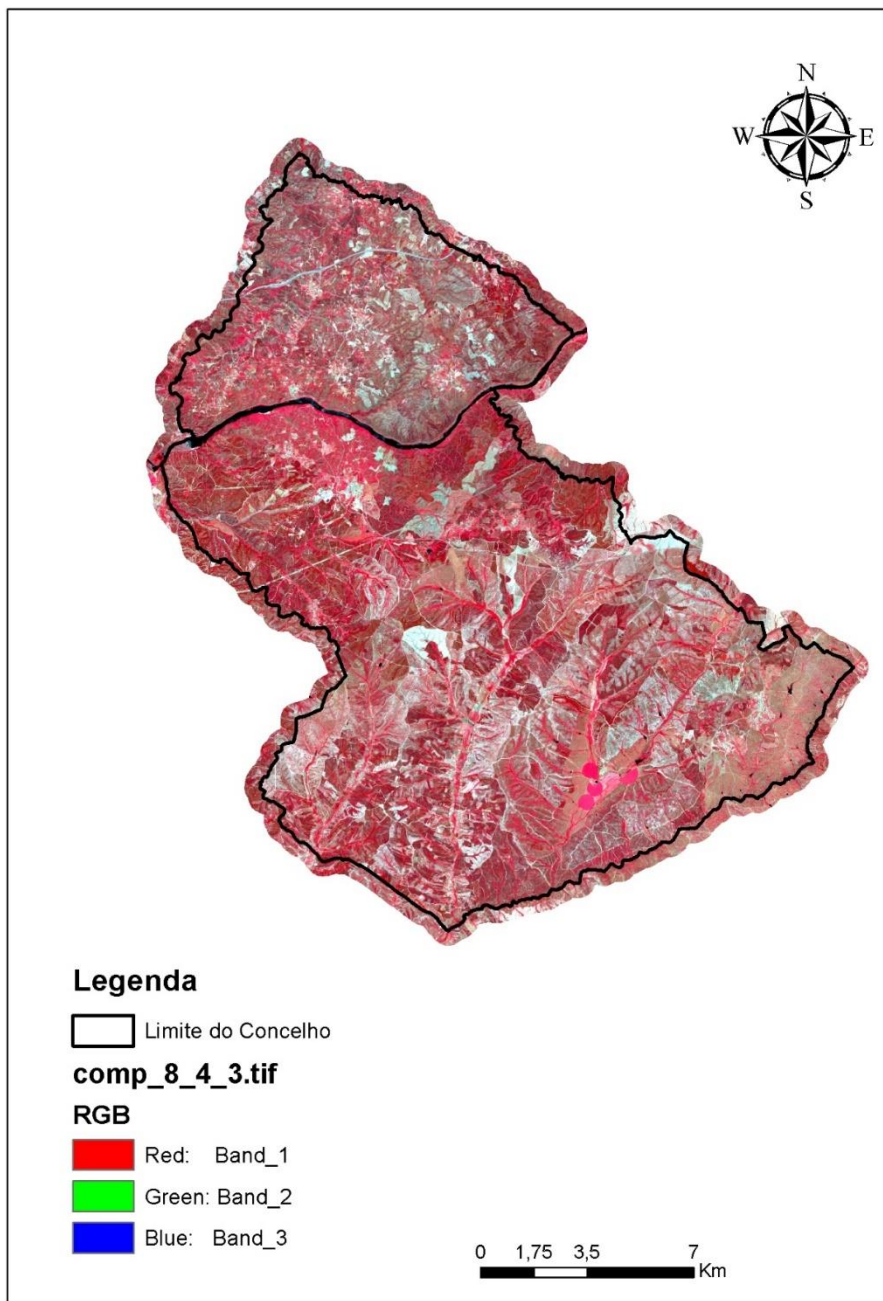 N
W E
S
Legenda
Limite do Concelho
comp_8_4_3.tif
RGB
Red: Band_1
Green: Band_2
Blue: Band_3
0 1,75 3,5 7
Km